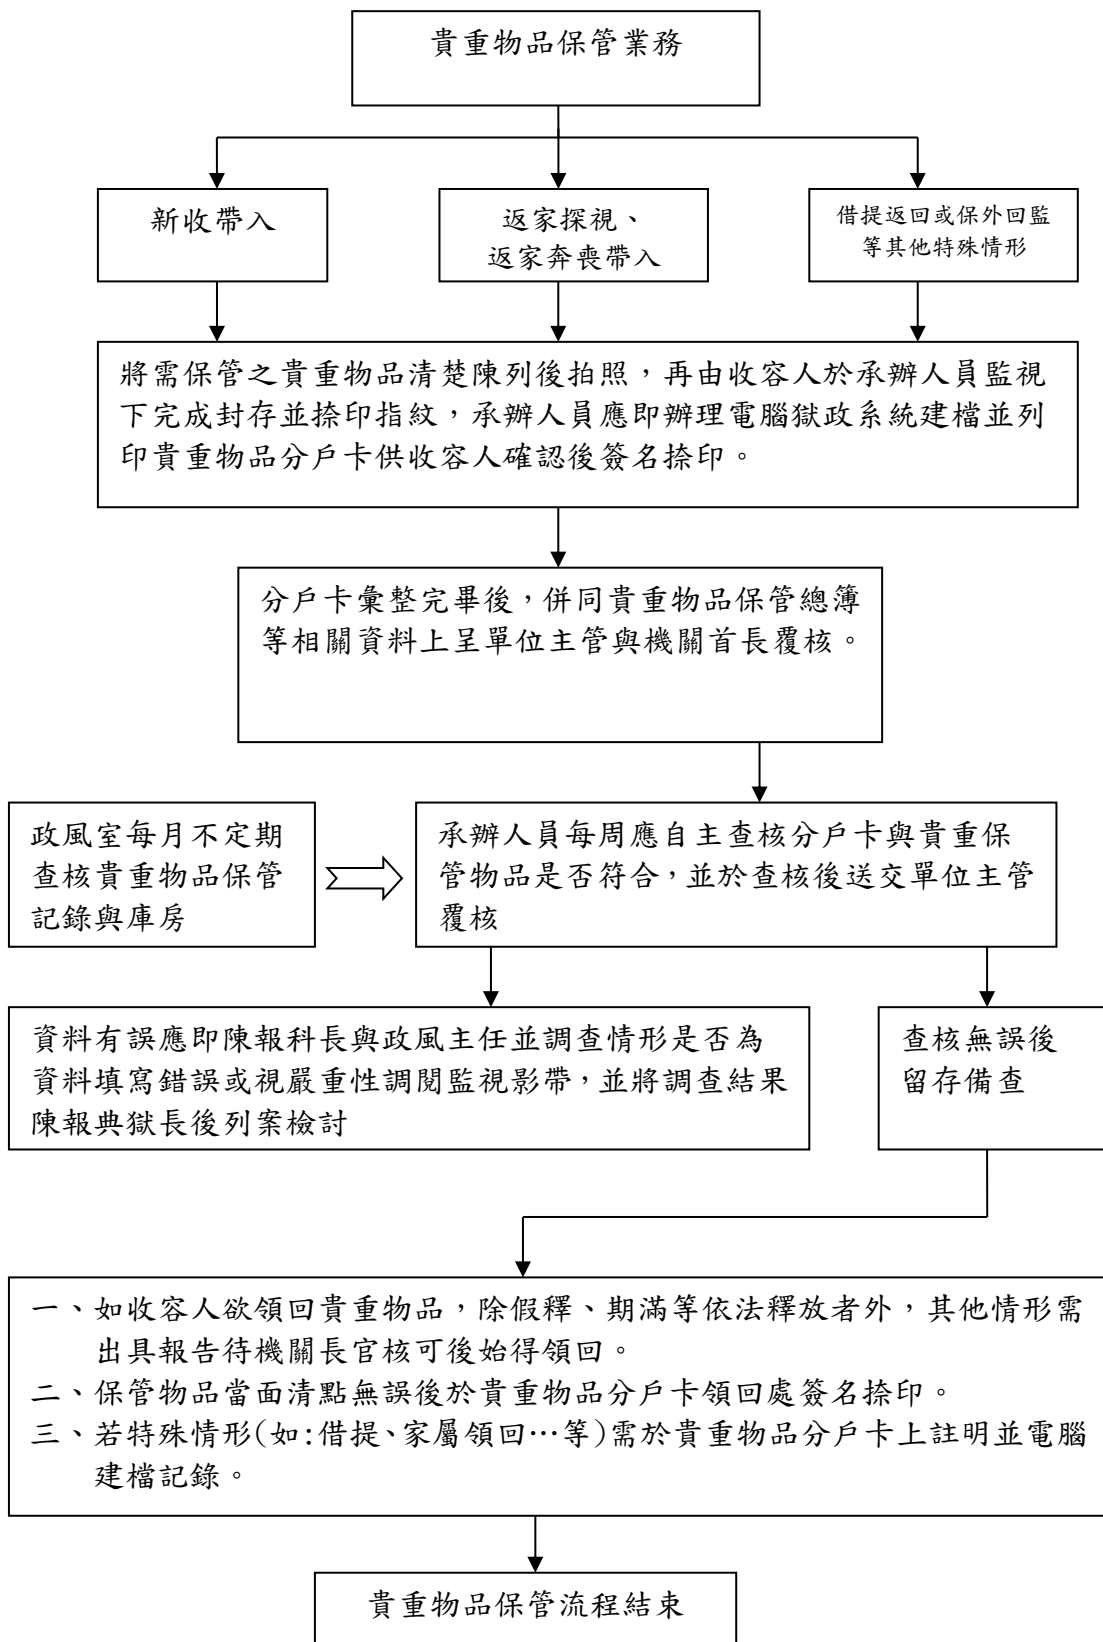 貴重物品保管業務
新收帶入
返家探視、
返家奔喪帶入
借提返回或保外回監
等其他特殊情形
將需保管之貴重物品清楚陳列後拍照，再由收容人於承辦人員監視
下完成封存並捺印指紋，承辦人員應即辦理電腦獄政系統建檔並列
印貴重物品分戶卡供收容人確認後簽名捺印。
分戶卡彙整完畢後，併同貴重物品保管總簿
等相關資料上呈單位主管與機關首長覆核。
政風室每月不定期
查核貴重物品保管
記錄與庫房
承辦人員每周應自主查核分戶卡與貴重保
管物品是否符合，並於查核後送交單位主管
覆核
資料有誤應即陳報科長與政風主任並調查情形是否為
資料填寫錯誤或視嚴重性調閱監視影帶，並將調查結果
陳報典獄長後列案檢討
查核無誤後
留存備查
一、如收容人欲領回貴重物品，除假釋、期滿等依法釋放者外，其他情形需
出具報告待機關長官核可後始得領回。
二、保管物品當面清點無誤後於貴重物品分戶卡領回處簽名捺印。
三、若特殊情形(如:借提、家屬領回…等)需於貴重物品分戶卡上註明並電腦
建檔記錄。
貴重物品保管流程結束